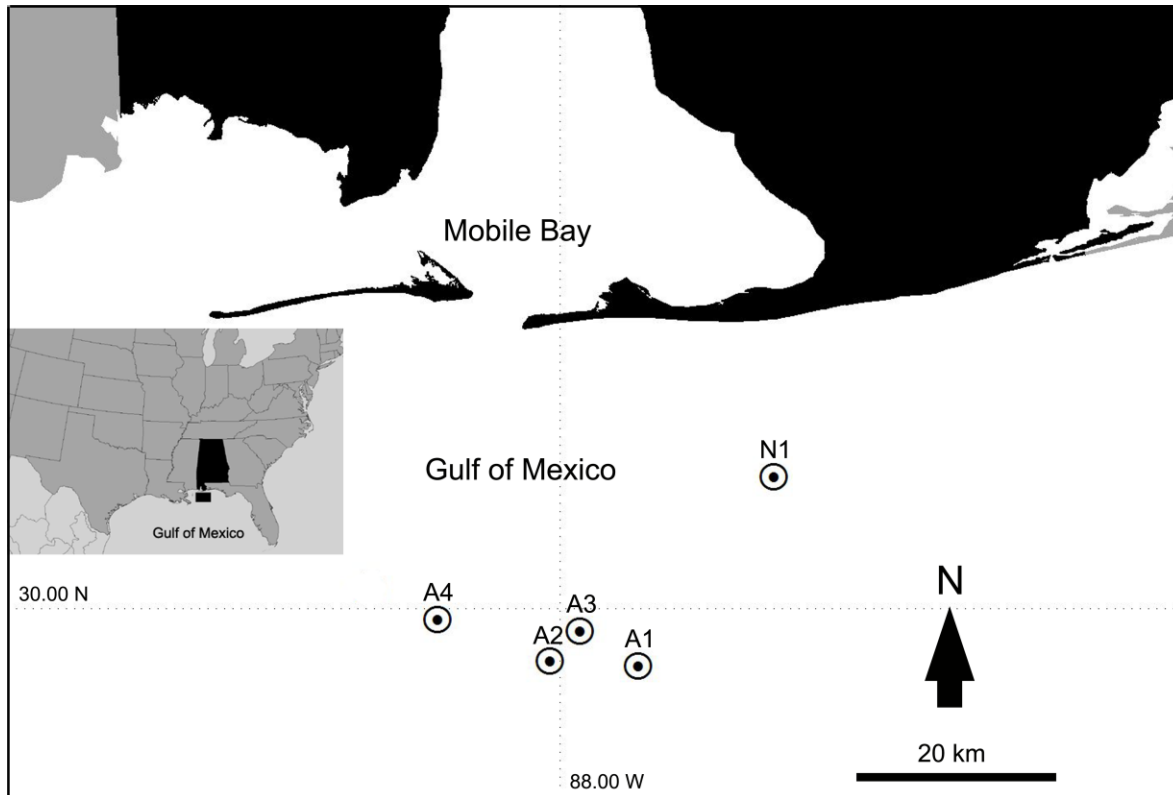 Mobile Bay
Gulf of Mexico
N1
Gulf of Mexico
30.00 N
A4
A3
A2
A1
N
20 km
88.00 W